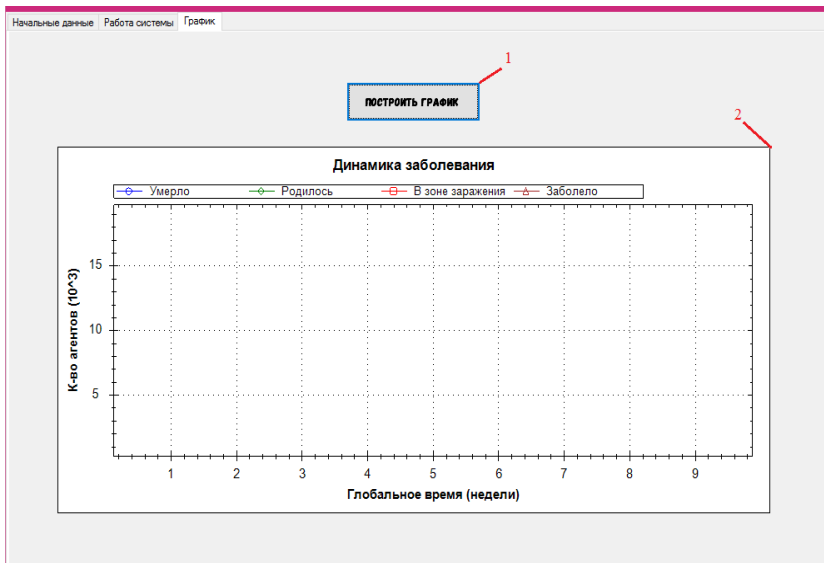 Начальные данные Работа системы График
1
ПОСТРОИТЬ ГРАФИК
2
Динамика заболевания
Умерло Родилось В зоне заражения Заболело
15
10
5
К-во агентов (10^3)
1 2 3 4 5 6 7 8 9
Глобальное время (недели)